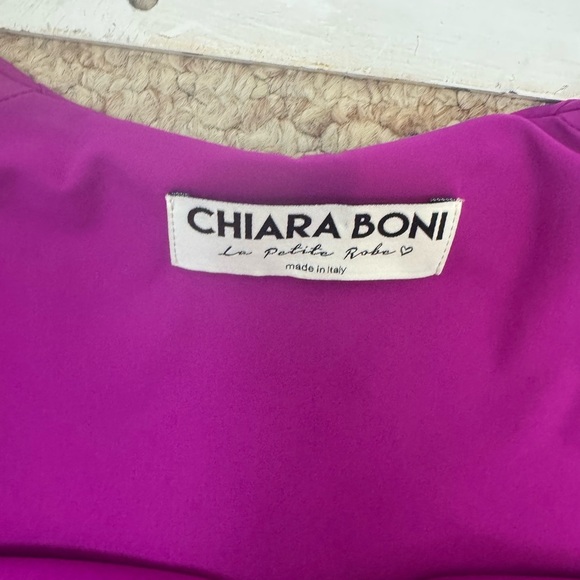 CHIARA BONI
La Petite Robe ♡
made in Italy